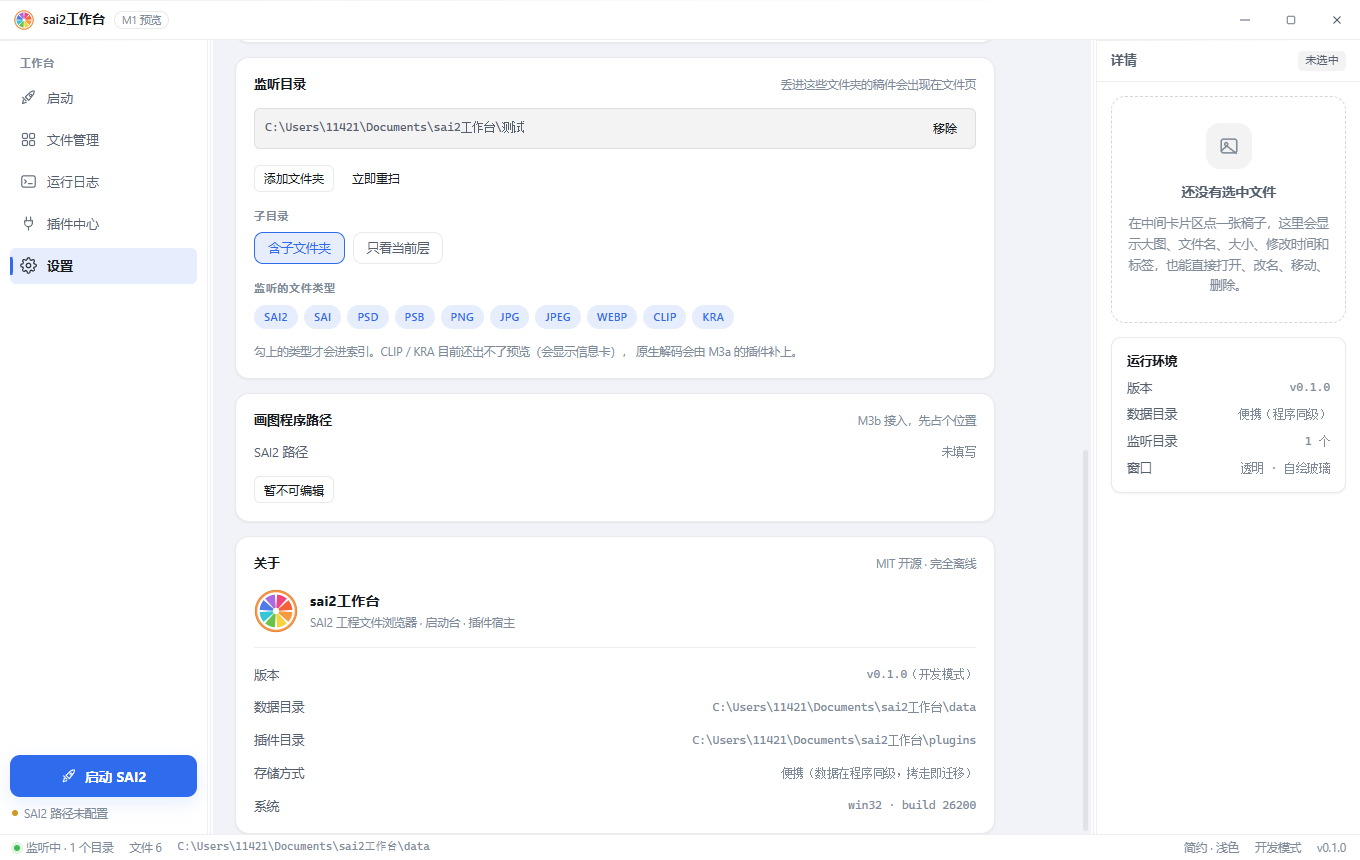 sai2工作台 M1 预览
工作台
启动
文件管理
运行日志
插件中心
设置
启动 SAI2
SAI2 路径未配置
监听目录 丢进这些文件夹的稿件会出现在文件页
C:\Users\11421\Documents\sai2工作台\测试 移除
添加文件夹 立即重扫
子目录
含子文件夹 只看当前层
监听的文件类型
SAI2 SAI PSD PSB PNG JPG JPEG WEBP CLIP KRA
勾上的类型才会进索引。CLIP / KRA 目前还出不了预览（会显示信息卡）， 原生解码会由 M3a 的插件补上。
画图程序路径 M3b 接入，先占个位置
SAI2 路径 未填写
暂不可编辑
关于 MIT 开源 · 完全离线
sai2工作台
SAI2 工程文件浏览器 · 启动台 · 插件宿主
版本 v0.1.0（开发模式）
数据目录 C:\Users\11421\Documents\sai2工作台\data
插件目录 C:\Users\11421\Documents\sai2工作台\plugins
存储方式 便携（数据在程序同级，拷走即迁移）
系统 win32 · build 26200
详情 未选中
还没有选中文件
在中间卡片区点一张稿子，这里会显
示大图、文件名、大小、修改时间和
标签，也能直接打开、改名、移动、
删除。
运行环境
版本 v0.1.0
数据目录 便携（程序同级）
监听目录 1 个
窗口 透明 · 自绘玻璃
监听中 · 1 个目录 文件 6 C:\Users\11421\Documents\sai2工作台\data 简约 · 浅色 开发模式 v0.1.0